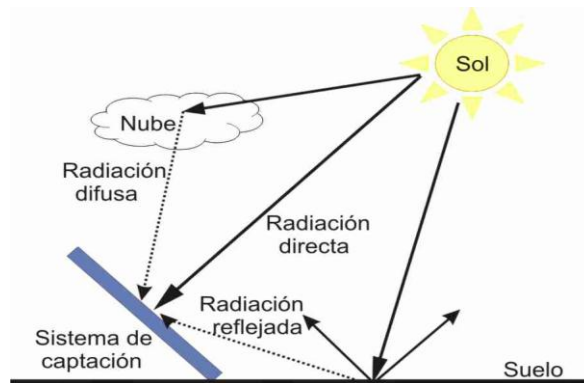 Sol
Nube
Radiación
difusa
Radiación
directa
Radiación
reflejada
Sistema de
captación
Suelo